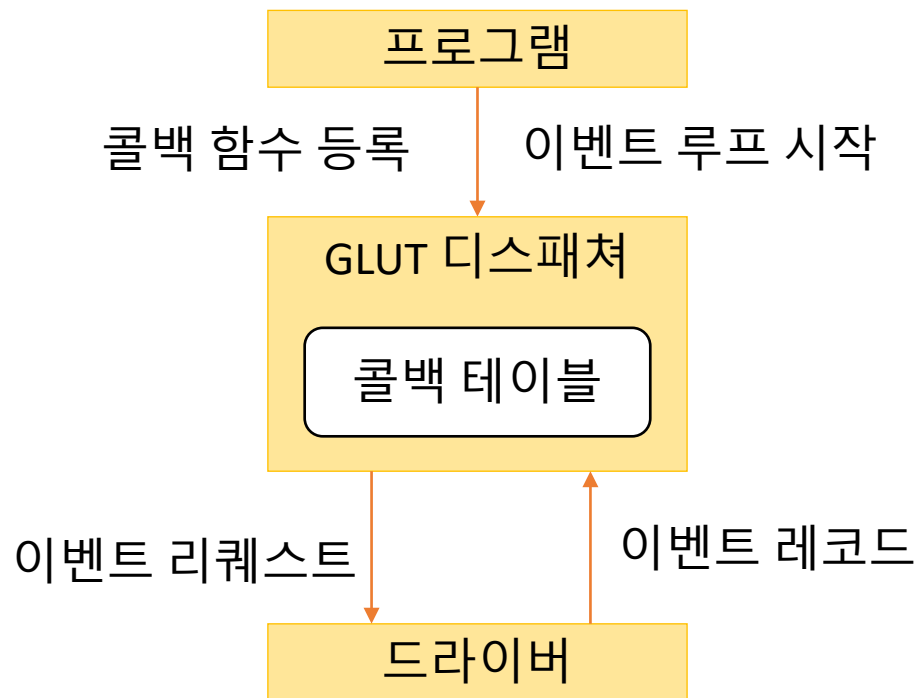 프로그램
콜백 함수 등록
이벤트 루프 시작
GLUT 디스패쳐
콜백 테이블
이벤트 리퀘스트
이벤트 레코드
드라이버